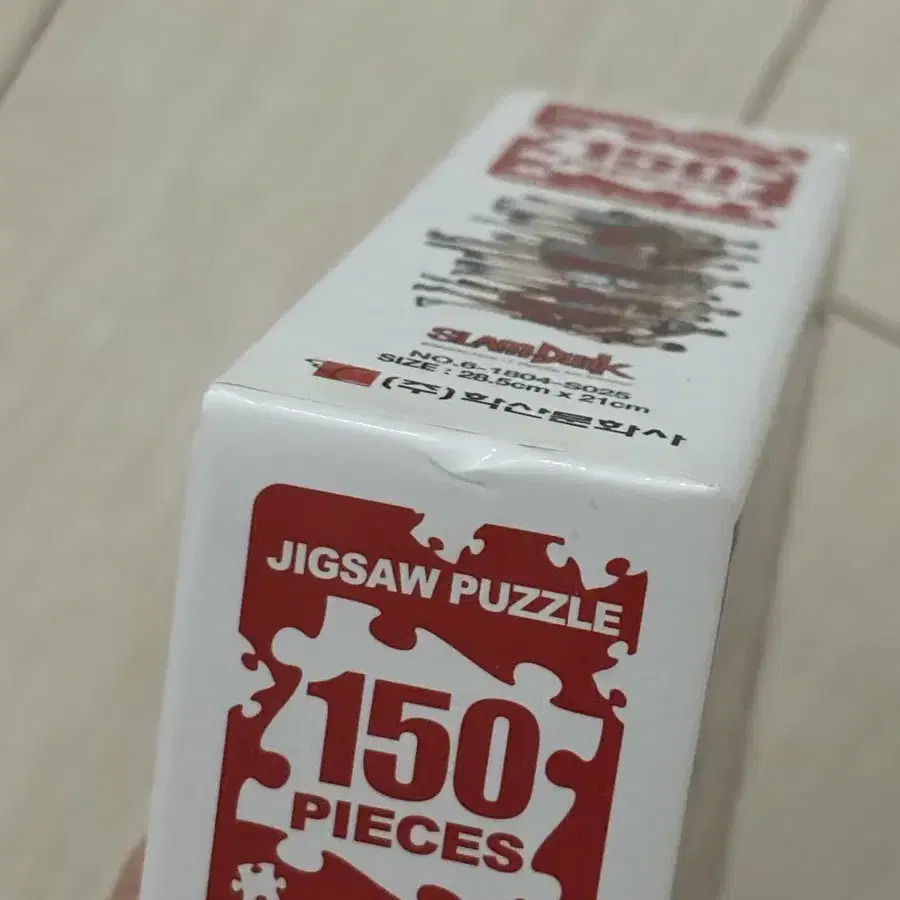 150
SLAM DUNK
NO.6-1804-S025
SIZE : 28.5cm x 21cm
(주)학산문화사
JIGSAW PUZZLE
150
PIECES